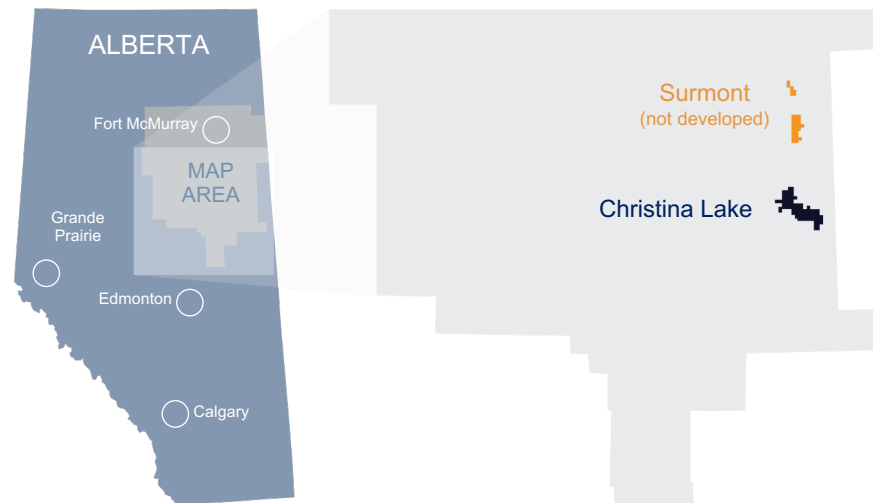 ALBERTA
Fort McMurray
MAP
AREA
Grande
Prairie
Edmonton
Calgary
Surmont
(not developed)
Christina Lake